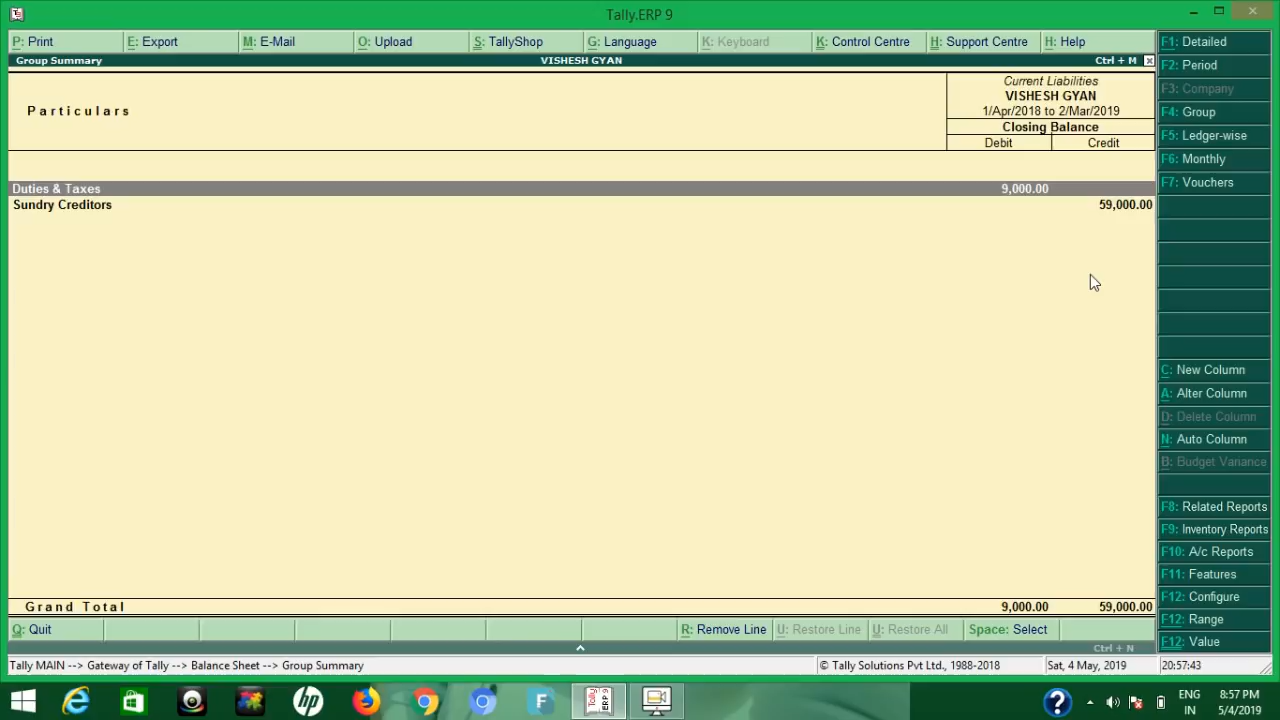 Tally.ERP 9
P: Print E: Export M: E-Mail O: Upload S: TallyShop G: Language K: Keyboard K: Control Centre H: Support Centre H: Help
Group Summary VISHESH GYAN Ctrl + M
Particulars
Current Liabilities
VISHESH GYAN
1/Apr/2018 to 2/Mar/2019
Closing Balance
Debit Credit
Duties & Taxes 9,000.00
Sundry Creditors 59,000.00
Grand Total 9,000.00 59,000.00
F1: Detailed
F2: Period
F3: Company
F4: Group
F5: Ledger-wise
F6: Monthly
F7: Vouchers
C: New Column
A: Alter Column
D: Delete Column
N: Auto Column
B: Budget Variance
F8: Related Reports
F9: Inventory Reports
F10: A/c Reports
F11: Features
F12: Configure
F12: Range
F12: Value
Q: Quit R: Remove Line U: Restore Line U: Restore All Space: Select
Ctrl + N
Tally MAIN --> Gateway of Tally --> Balance Sheet --> Group Summary © Tally Solutions Pvt Ltd., 1988-2018 Sat, 4 May, 2019 20:57:43
hp F Tally ERP 9 ? ENG 8:57 PM
IN 5/4/2019